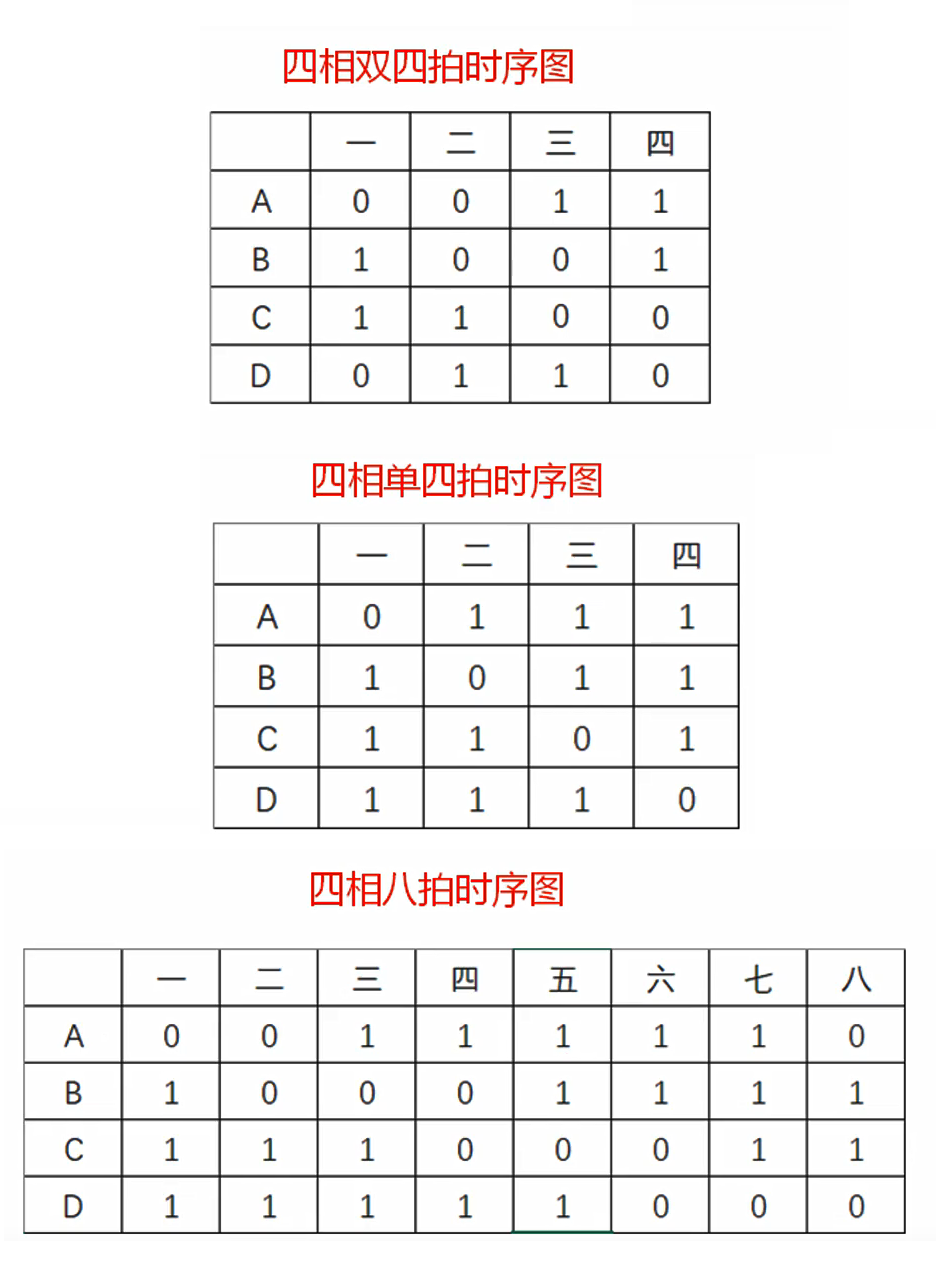 四相双四拍时序图
一 二 三 四
A 0 0 1 1
B 1 0 0 1
C 1 1 0 0
D 0 1 1 0
四相单四拍时序图
一 二 三 四
A 0 1 1 1
B 1 0 1 1
C 1 1 0 1
D 1 1 1 0
四相八拍时序图
一 二 三 四 五 六 七 八
A 0 0 1 1 1 1 1 0
B 1 0 0 0 1 1 1 1
C 1 1 1 0 0 0 1 1
D 1 1 1 1 1 0 0 0